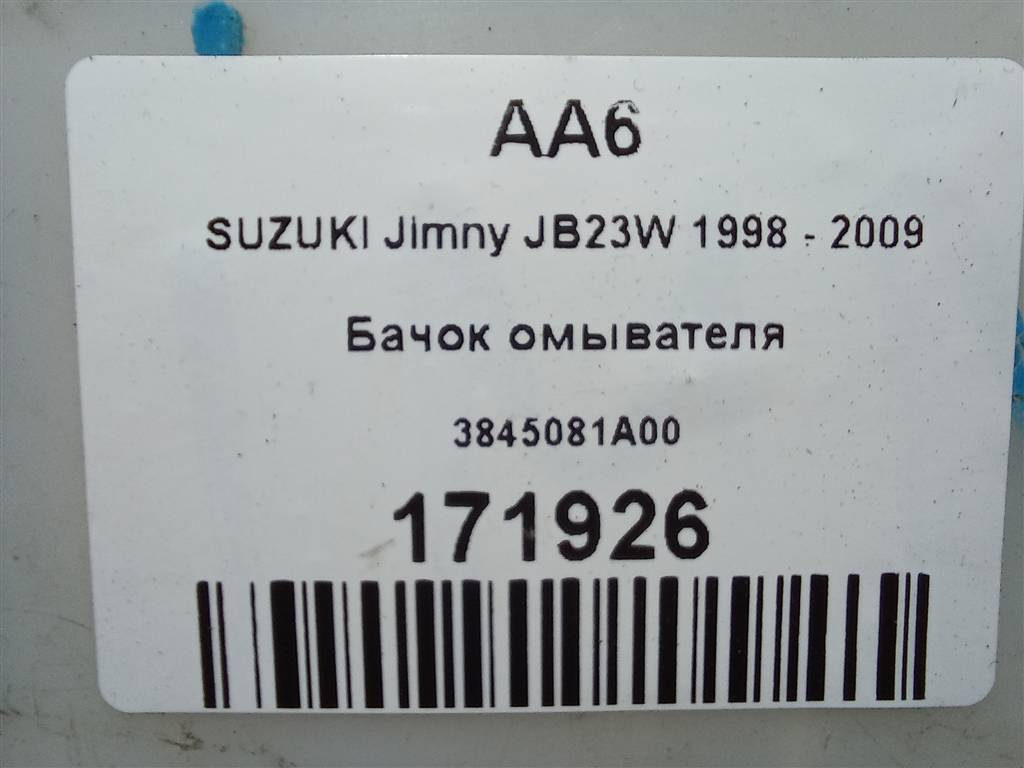 AA6
SUZUKI Jimny JB23W 1998 - 2009
Бачок омывателя
3845081A00
171926